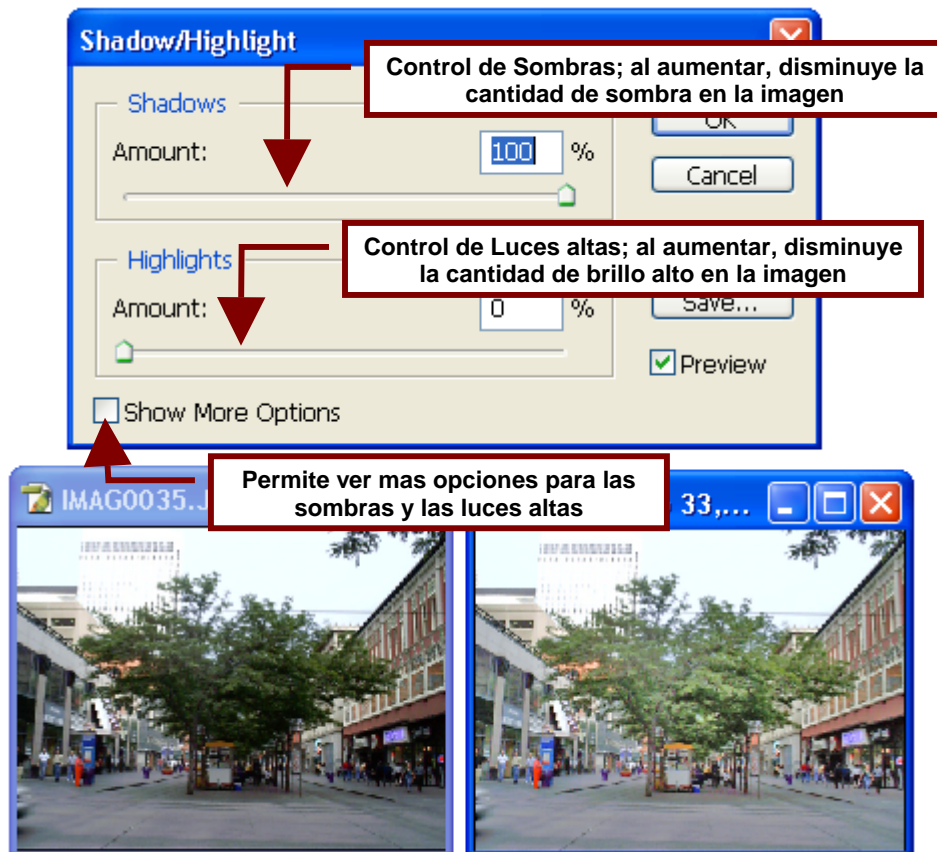 Shadow/Highlight
Control de Sombras; al aumentar, disminuye la
cantidad de sombra en la imagen
Shadows
OK
Amount:
100 %
Cancel
Control de Luces altas; al aumentar, disminuye
la cantidad de brillo alto en la imagen
Highlights
Amount:
0 %
Save...
Preview
Show More Options
Permite ver mas opciones para las
sombras y las luces altas
IMAG0035.J
33,...